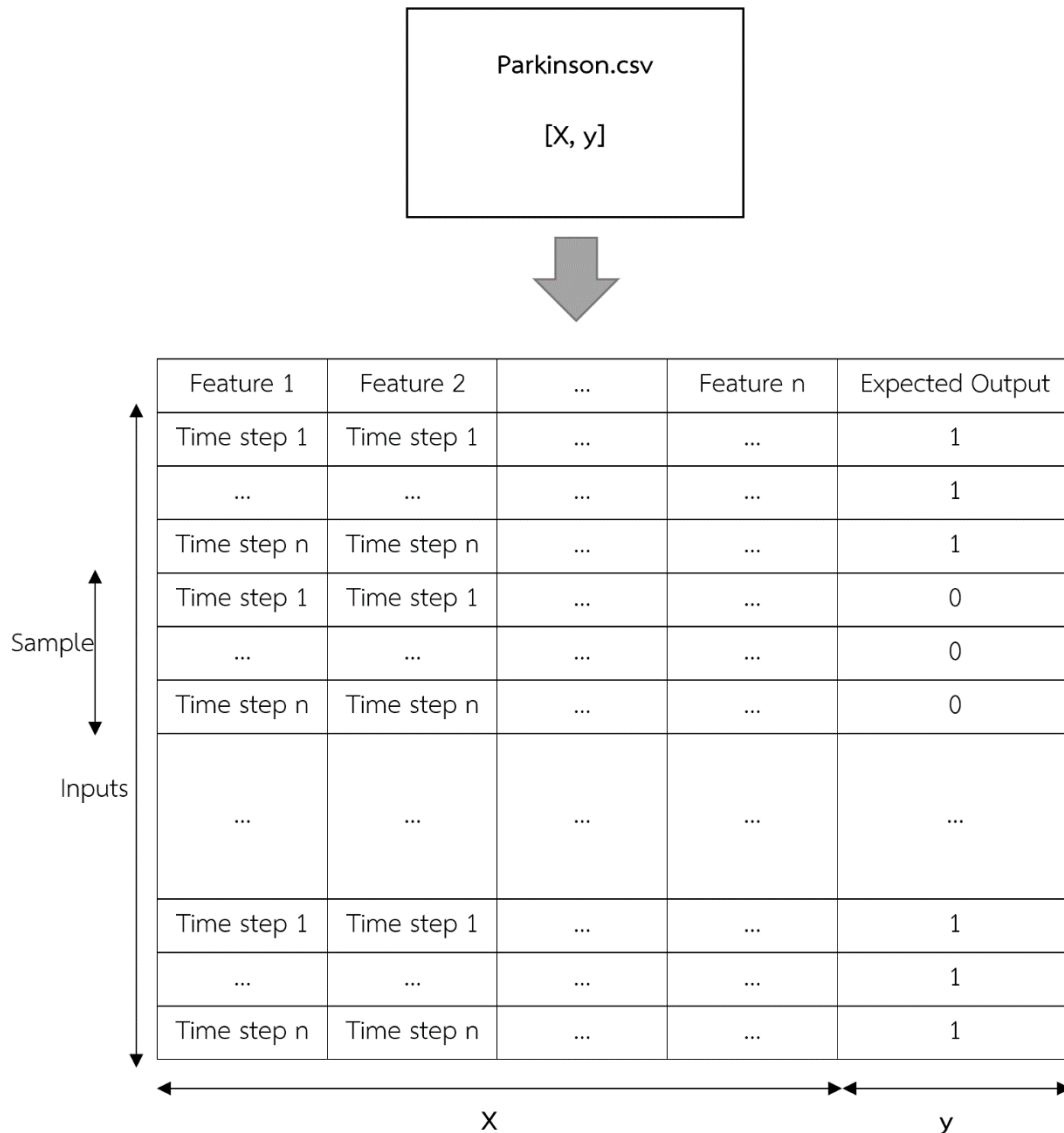 Parkinson.csv
[X, y]
Feature 1 Feature 2 ... Feature n Expected Output
Time step 1 Time step 1 ... ... 1
... ... ... ... 1
Time step n Time step n ... ... 1
Time step 1 Time step 1 ... ... 0
Sample
... ... ... ... 0
Time step n Time step n ... ... 0
Inputs
... ... ... ... ...
Time step 1 Time step 1 ... ... 1
... ... ... ... 1
Time step n Time step n ... ... 1
X y